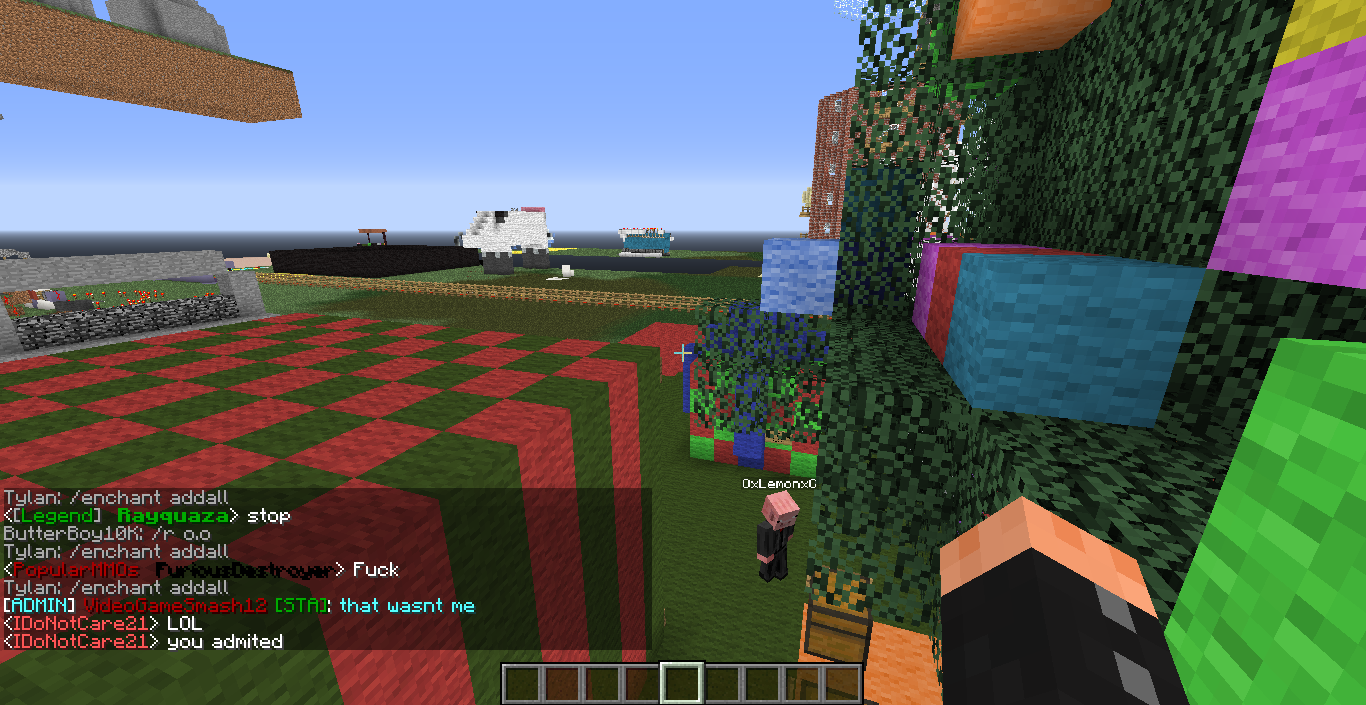 OxLemonxO
Tylan: /enchant addall
<[Legend] Rayquaza> stop
ButterBoy10K: /r o.o
Tylan: /enchant addall
<PopularMMOs FuriousDestroyer> Fuck
Tylan: /enchant addall
[ADMIN] VideoGameSmash12 [STA]: that wasnt me
<IDoNotCare21> LOL
<IDoNotCare21> you admited